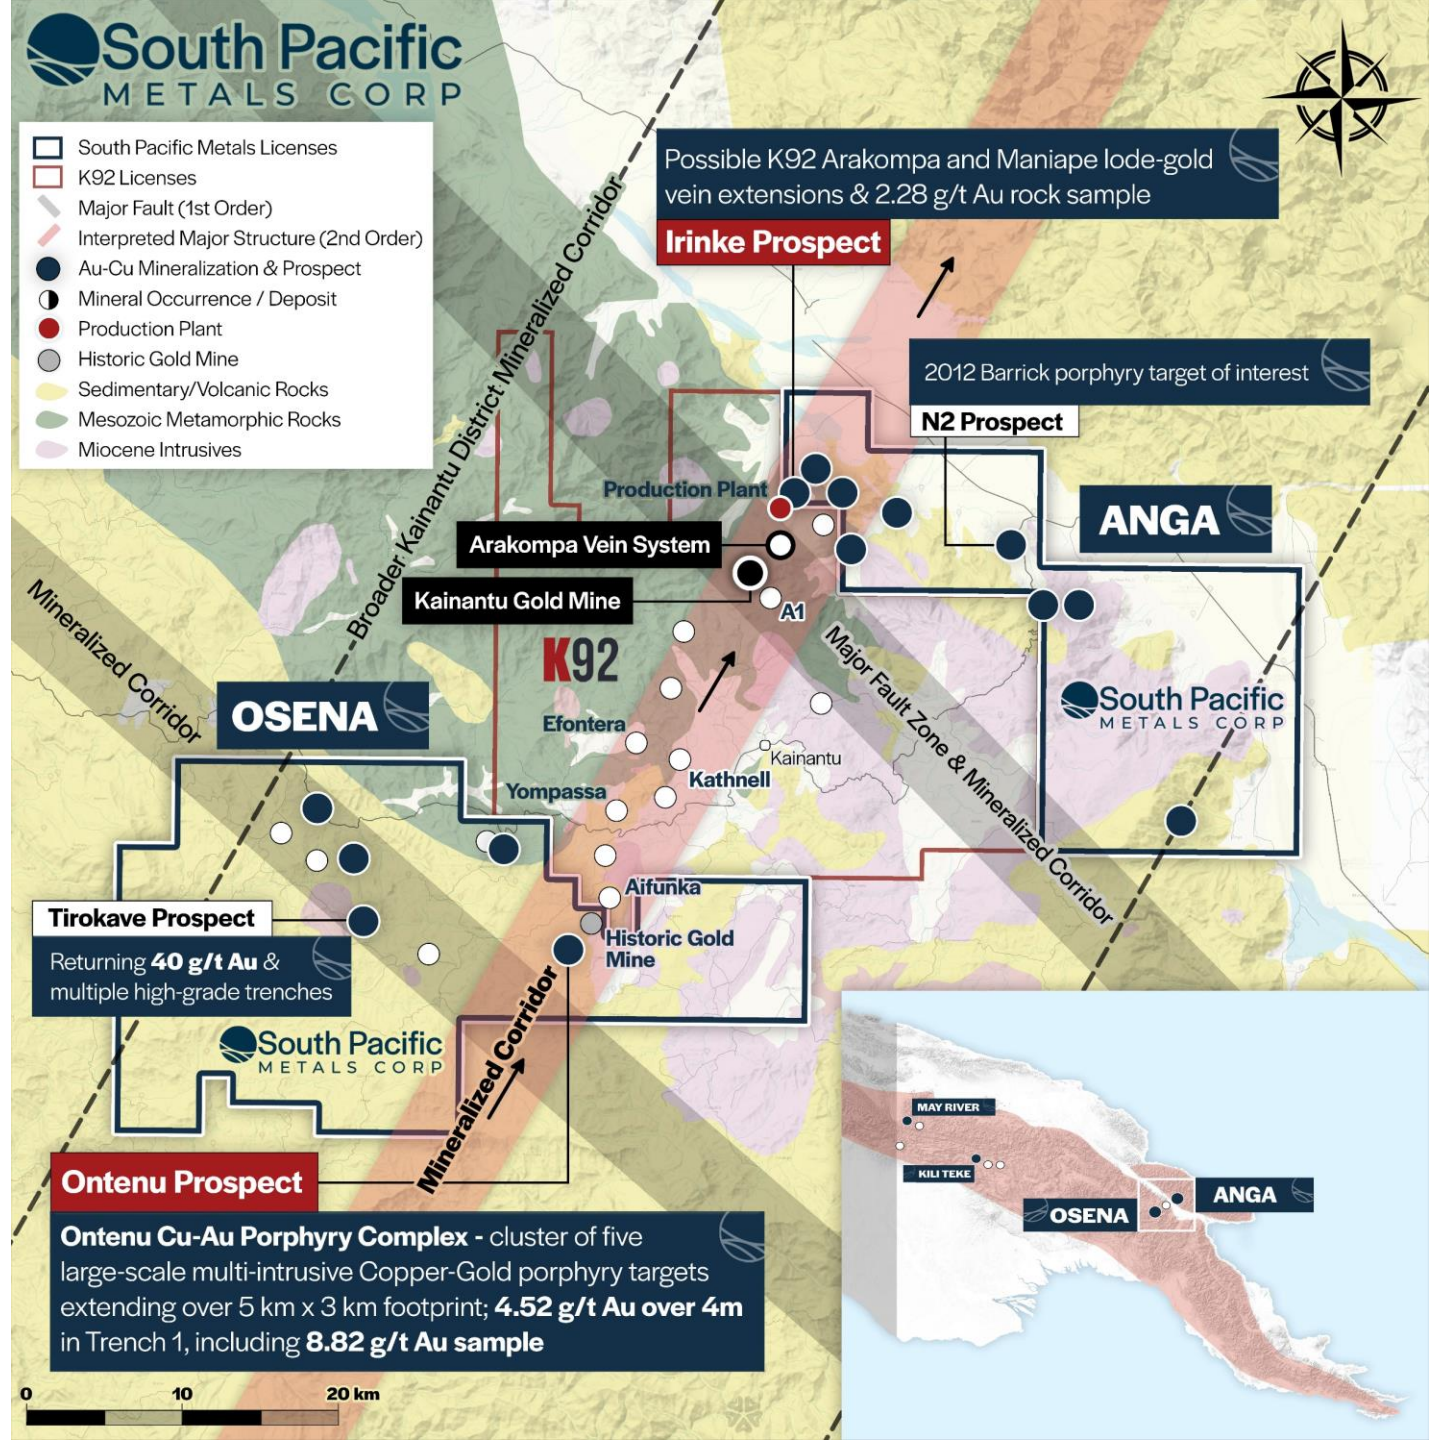 South Pacific
METALS CORP
South Pacific Metals Licenses
K92 Licenses
Major Fault (1st Order)
Interpreted Major Structure (2nd Order)
Au-Cu Mineralization & Prospect
Mineral Occurrence / Deposit
Production Plant
Historic Gold Mine
Sedimentary/Volcanic Rocks
Mesozoic Metamorphic Rocks
Miocene Intrusives
Possible K92 Arakompa and Maniape lode-gold
vein extensions & 2.28 g/t Au rock sample
Irinke Prospect
Broader Kainantu District Mineralized Corridor
2012 Barrick porphyry target of interest
N2 Prospect
Production Plant
ANGA
Arakompa Vein System
Kainantu Gold Mine
A1
K92
Mineralized Corridor
Major Fault Zone & Mineralized Corridor
OSENA
South Pacific
METALS CORP
Efontera
Kainantu
Kathnell
Yompassa
Aifunka
Historic Gold
Mine
Tirokave Prospect
Returning 40 g/t Au &
multiple high-grade trenches
South Pacific
METALS CORP
Mineralized Corridor
MAY RIVER
KILI TEKE
OSENA
ANGA
Ontenu Prospect
Ontenu Cu-Au Porphyry Complex - cluster of five
large-scale multi-intrusive Copper-Gold porphyry targets
extending over 5 km x 3 km footprint; 4.52 g/t Au over 4m
in Trench 1, including 8.82 g/t Au sample
0 10 20 km